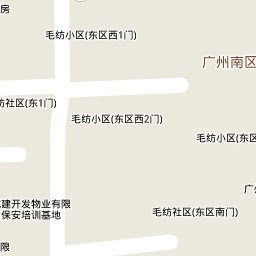 房
毛纺小区(东区西1门)
广州南区
纺社区(东1门)
毛纺小区(东区西2门)
毛纺小区(东区
广
建开发物业有限
保安培训基地
毛纺社区(东区南门)
限